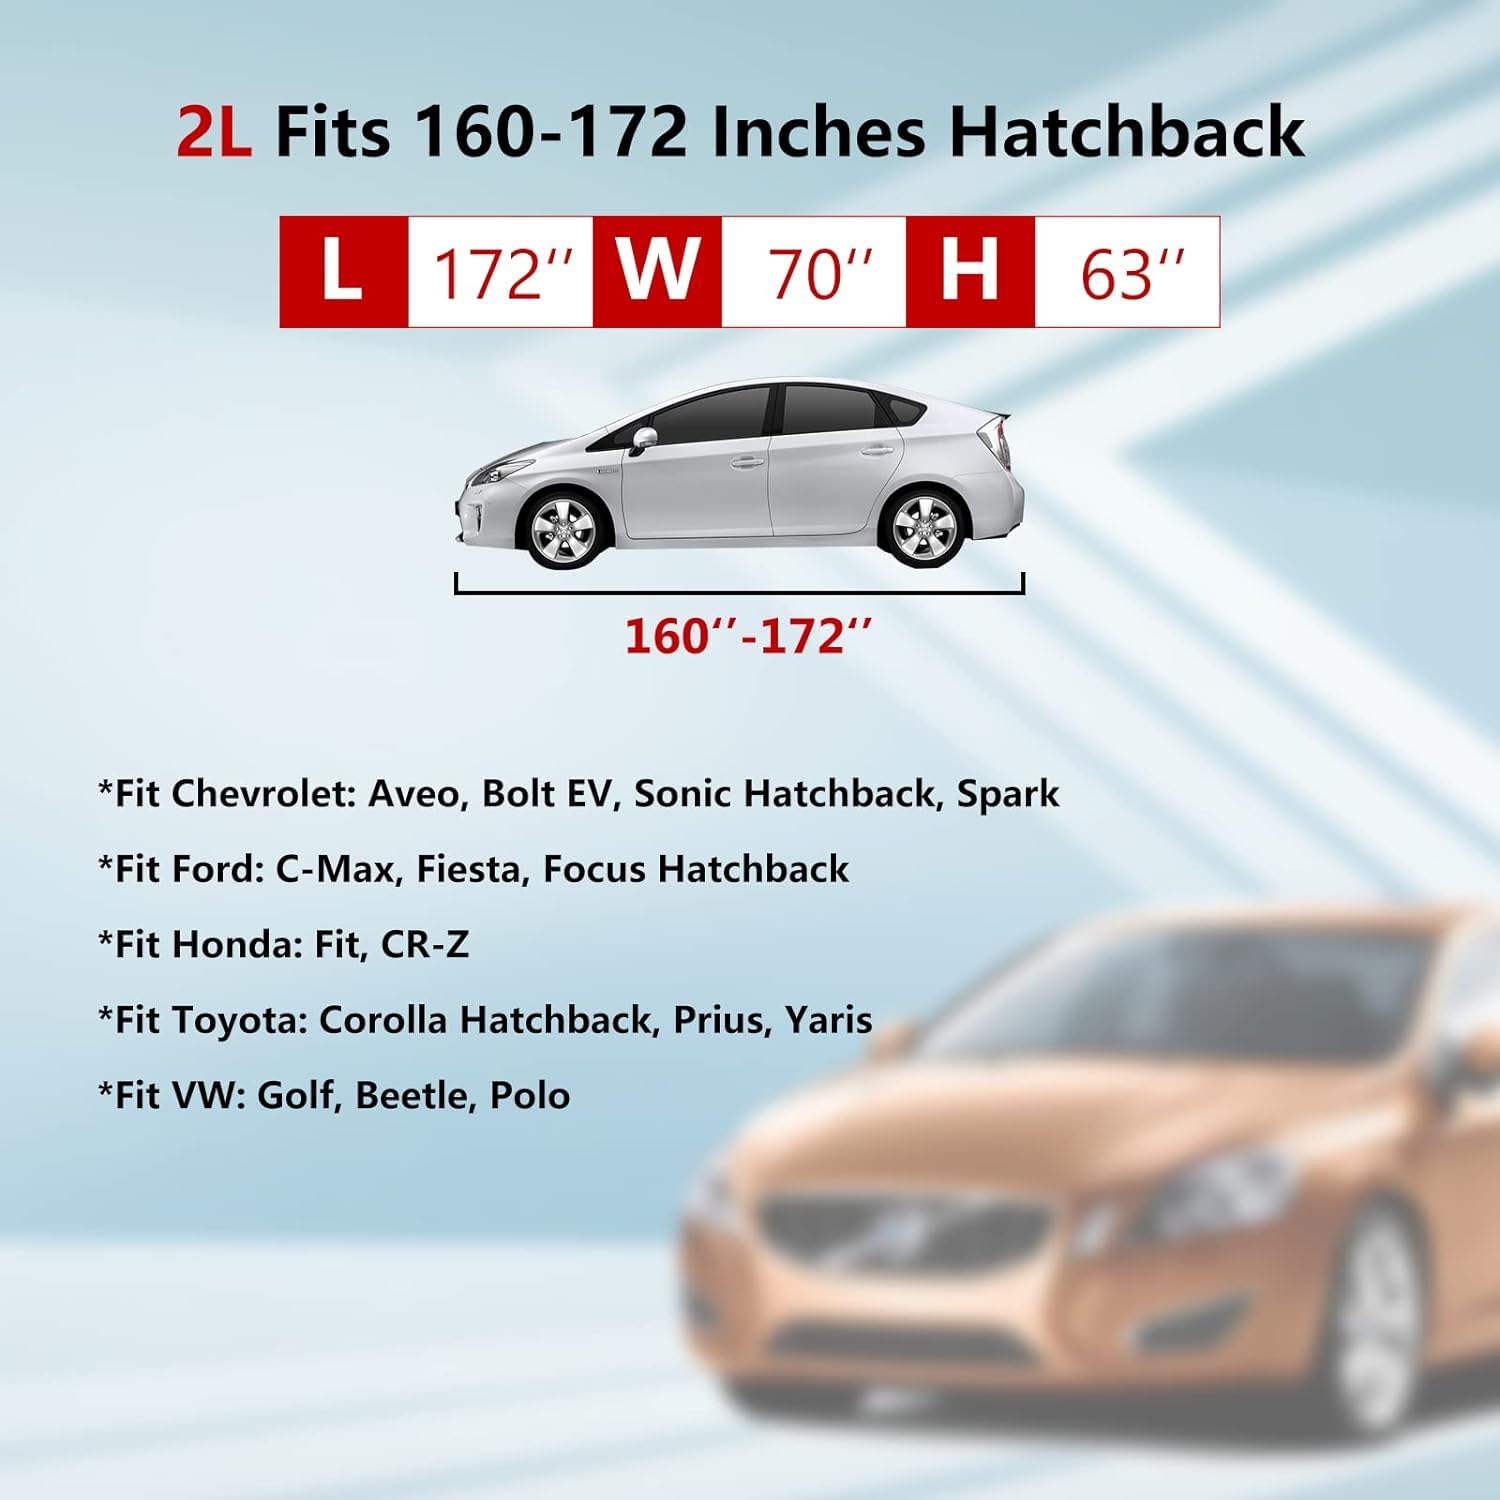 2L Fits 160-172 Inches Hatchback
L 172’’ W 70’’ H 63’’
160’’-172’’
*Fit Chevrolet: Aveo, Bolt EV, Sonic Hatchback, Spark
*Fit Ford: C-Max, Fiesta, Focus Hatchback
*Fit Honda: Fit, CR-Z
*Fit Toyota: Corolla Hatchback, Prius, Yaris
*Fit VW: Golf, Beetle, Polo